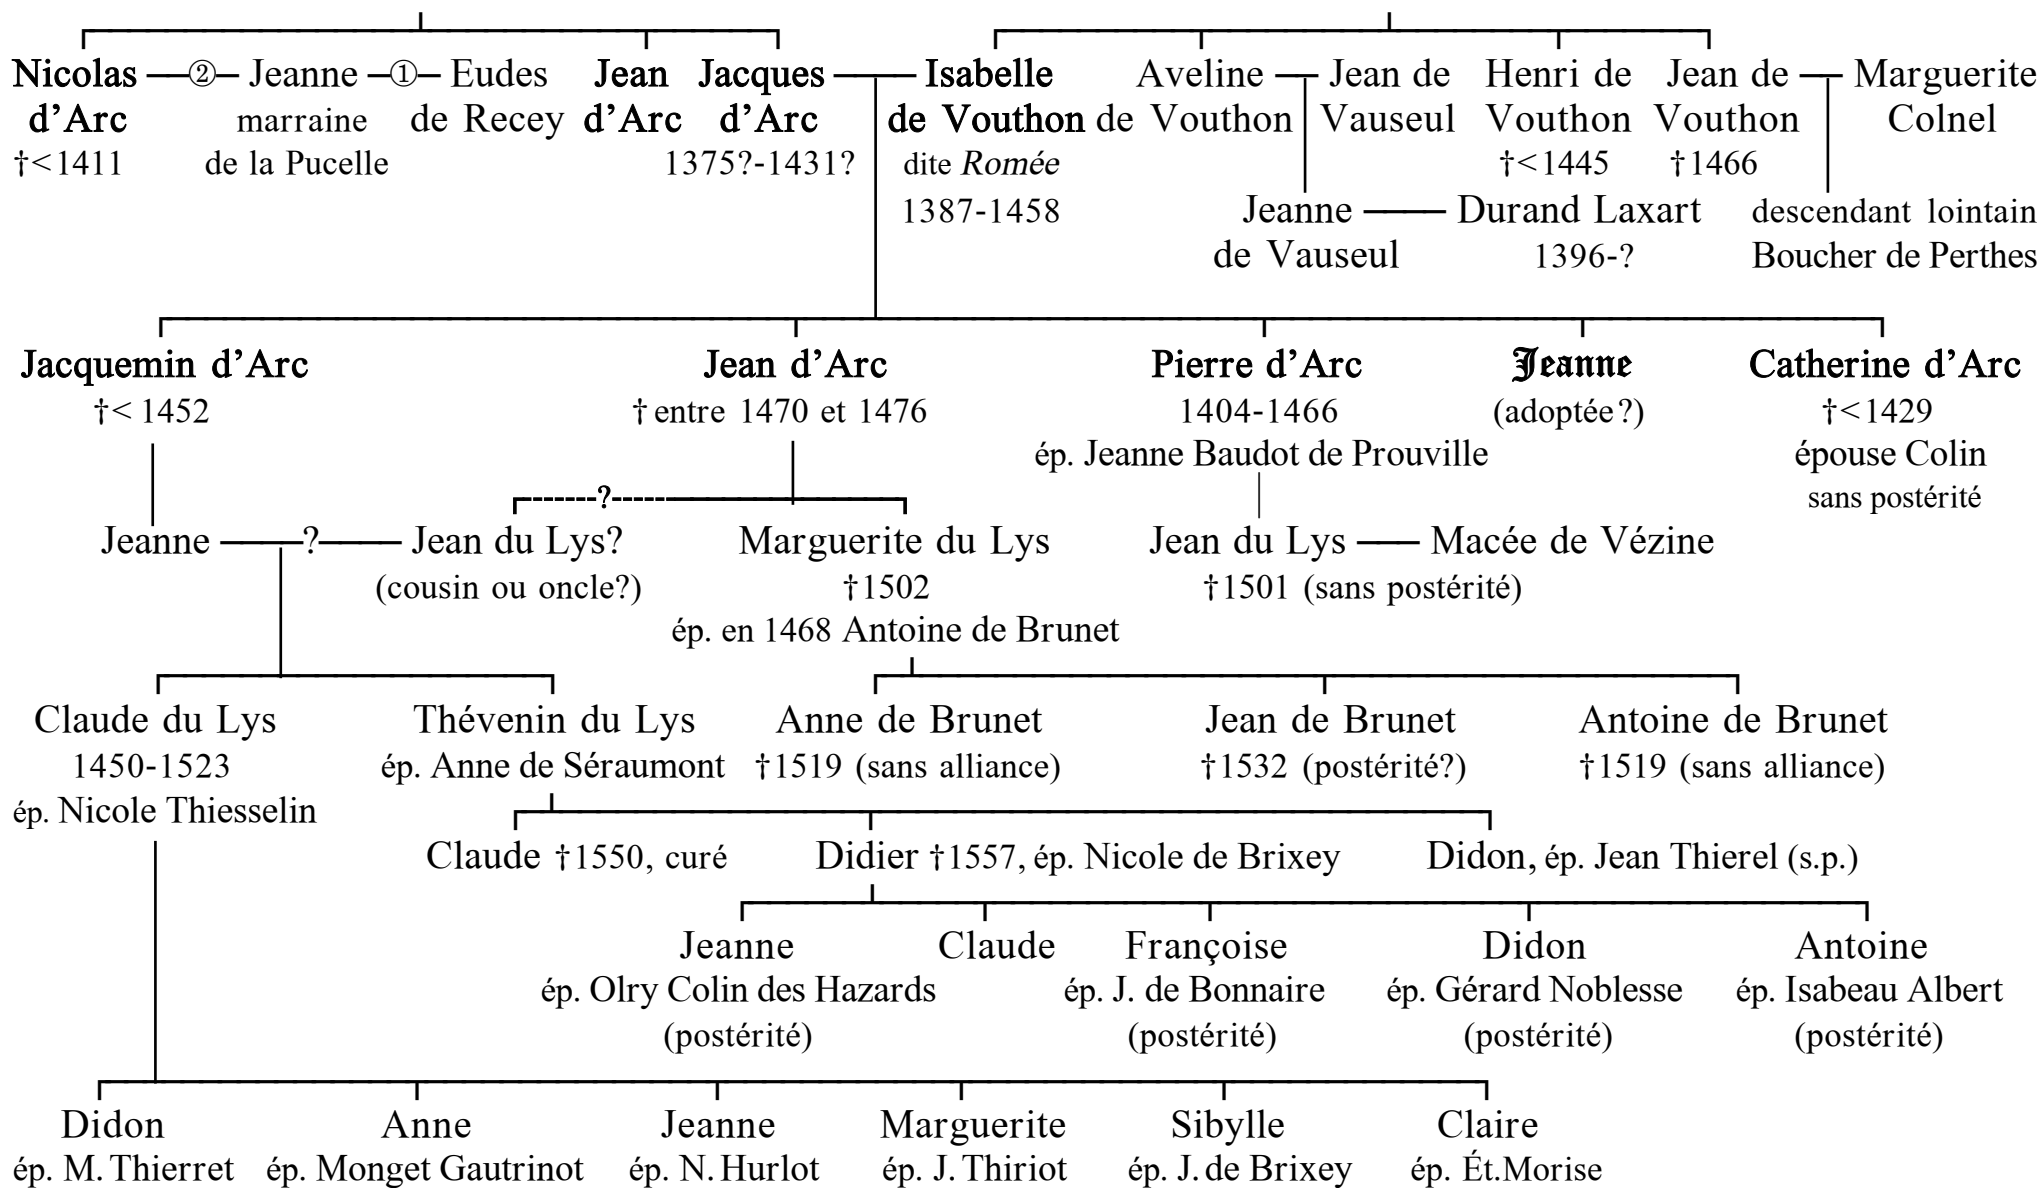 Nicolas —②— Jeanne —①— Eudes Jean Jacques — Isabelle Aveline — Jean de Henri de Jean de — Marguerite
d’Arc marraine de Recey d’Arc d’Arc de Vouthon de Vouthon Vauseul Vouthon Vouthon Colnel
†<1411 de la Pucelle 1375?-1431? dite Romée †<1445 †1466
1387-1458 Jeanne — Durand Laxart descendant lointain
de Vauseul 1396-? Boucher de Perthes
Jacquemin d’Arc Jean d’Arc Pierre d’Arc Jeanne Catherine d’Arc
†< 1452 † entre 1470 et 1476 1404-1466 (adoptée?) †<1429
ép. Jeanne Baudot de Prouville épouse Colin
? sans postérité
Jeanne —?— Jean du Lys? Marguerite du Lys Jean du Lys — Macée de Vézine
(cousin ou oncle?) †1502 †1501 (sans postérité)
ép. en 1468 Antoine de Brunet
Claude du Lys Thévenin du Lys Anne de Brunet Jean de Brunet Antoine de Brunet
1450-1523 ép. Anne de Séraumont †1519 (sans alliance) †1532 (postérité?) †1519 (sans alliance)
ép. Nicole Thiesselin
Claude †1550, curé Didier †1557, ép. Nicole de Brixey Didon, ép. Jean Thierel (s.p.)
Jeanne Claude Françoise Didon Antoine
ép. Olry Colin des Hazards ép. J. de Bonnaire ép. Gérard Noblesse ép. Isabeau Albert
(postérité) (postérité) (postérité) (postérité)
Didon Anne Jeanne Marguerite Sibylle Claire
ép. M. Thierret ép. Monget Gautrinot ép. N. Hurlot ép. J. Thiriot ép. J. de Brixey ép. Ét. Morise